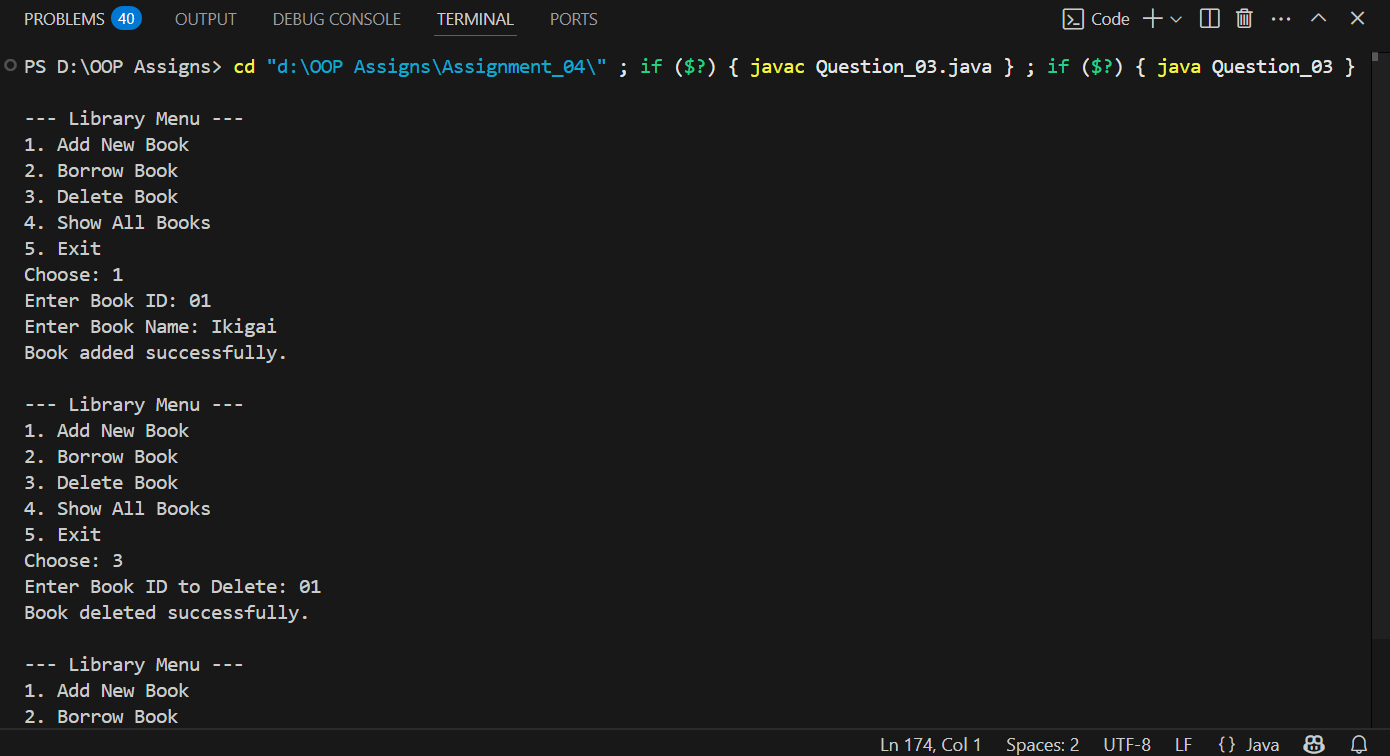 PROBLEMS 40 OUTPUT DEBUG CONSOLE TERMINAL PORTS Code
PS D:\OOP Assigns> cd "d:\OOP Assigns\Assignment_04\" ; if ($?) { javac Question_03.java } ; if ($?) { java Question_03 }
--- Library Menu ---
1. Add New Book
2. Borrow Book
3. Delete Book
4. Show All Books
5. Exit
Choose: 1
Enter Book ID: 01
Enter Book Name: Ikigai
Book added successfully.
--- Library Menu ---
1. Add New Book
2. Borrow Book
3. Delete Book
4. Show All Books
5. Exit
Choose: 3
Enter Book ID to Delete: 01
Book deleted successfully.
--- Library Menu ---
1. Add New Book
2. Borrow Book
Ln 174, Col 1 Spaces: 2 UTF-8 LF {} Java